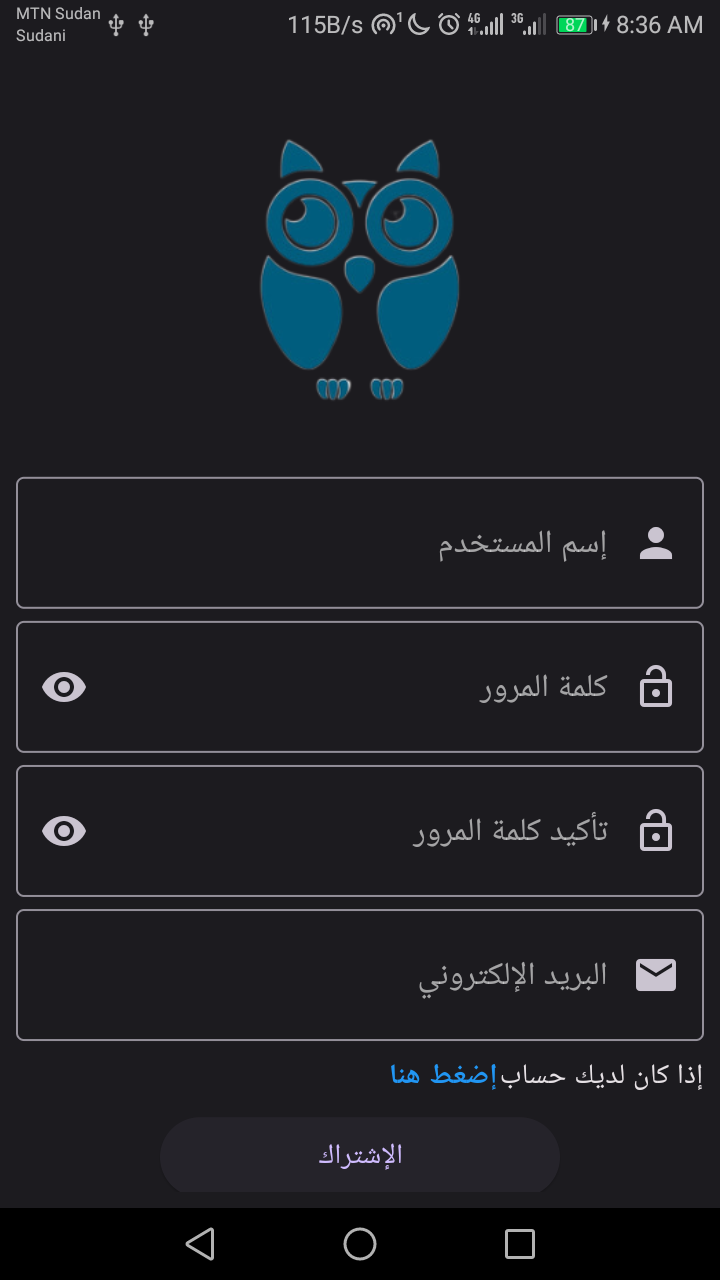 MTN Sudan
Sudani
115B/s 1 4G 3G 87 8:36 AM
إسم المستخدم
كلمة المرور
تأكيد كلمة المرور
البريد الإلكتروني
إذا كان لديك حساب إضغط هنا
الإشتراك